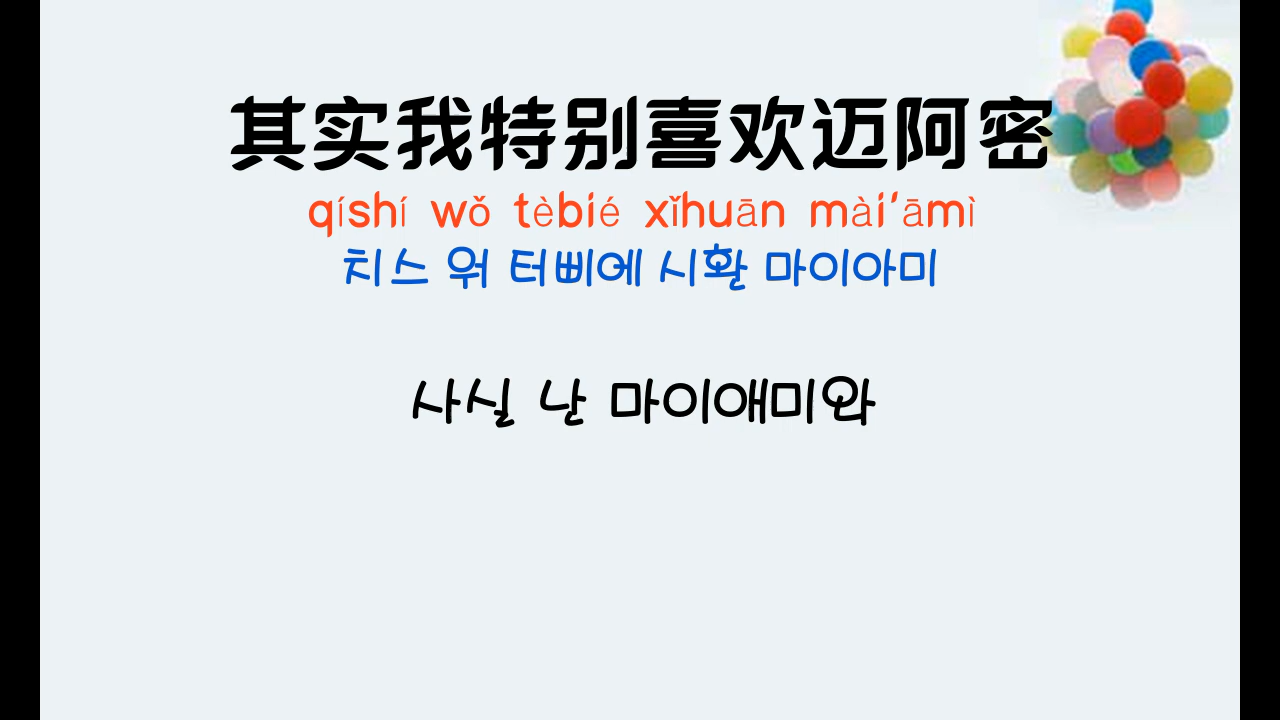 其实我特别喜欢迈阿密
qíshí wǒ tèbié xǐhuān mài'āmì
치스 워 터삐에 시환 마이아미
사실 난 마이애미와